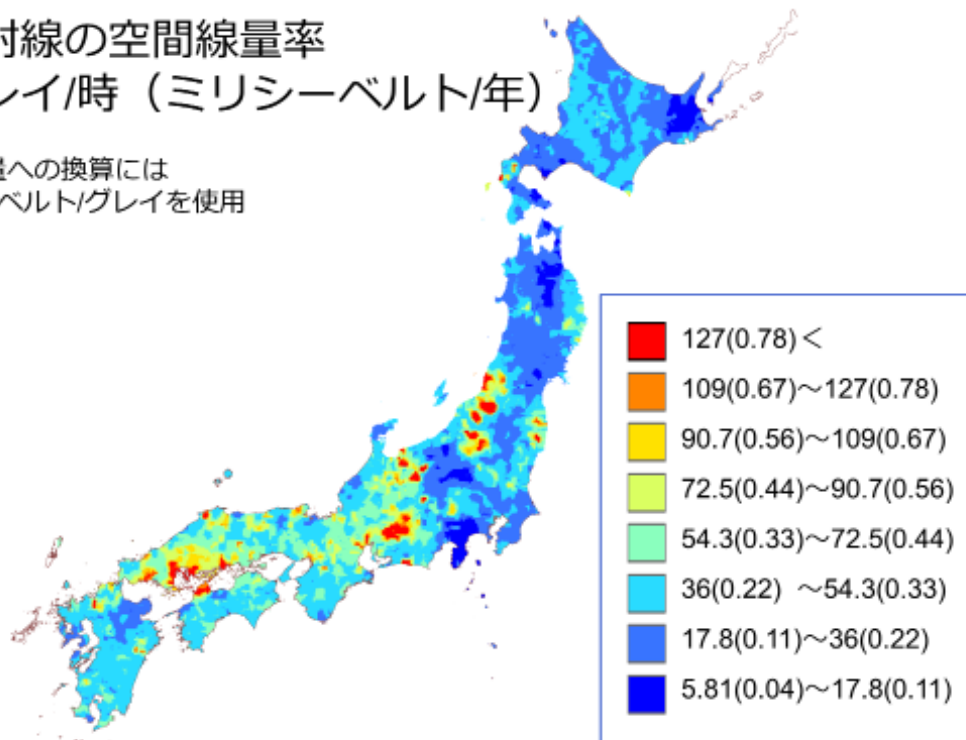 射線の空間線量率
レイ/時（ミリシーベルト/年）
量への換算には
ベルト/グレイを使用
127(0.78)＜
109(0.67)～127(0.78)
90.7(0.56)～109(0.67)
72.5(0.44)～90.7(0.56)
54.3(0.33)～72.5(0.44)
36(0.22) ～54.3(0.33)
17.8(0.11)～36(0.22)
5.81(0.04)～17.8(0.11)